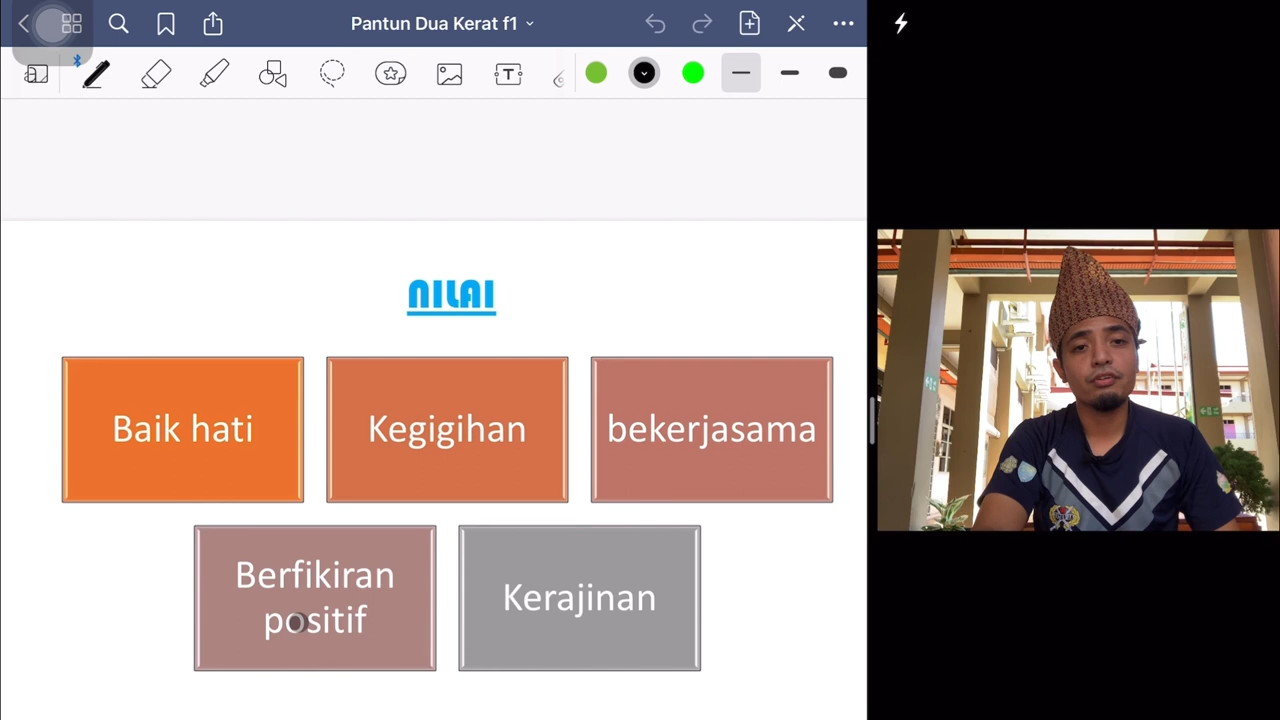 Pantun Dua Kerat f1
T
NILAI
Baik hati
Kegigihan
bekerjasama
Berfikiran
positif
Kerajinan